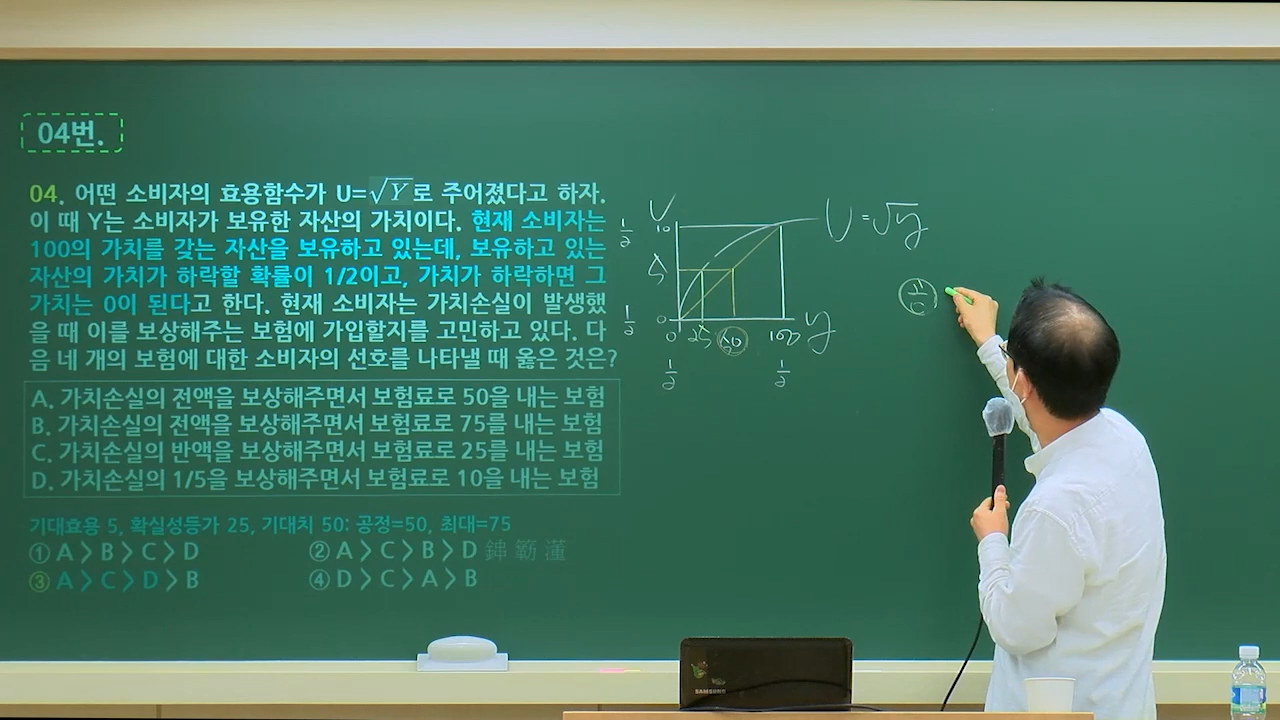 04번.
04. 어떤 소비자의 효용함수가 U=√Y로 주어졌다고 하자.
이 때 Y는 소비자가 보유한 자산의 가치이다. 현재 소비자는
100의 가치를 갖는 자산을 보유하고 있는데, 보유하고 있는
자산의 가치가 하락할 확률이 1/2이고, 가치가 하락하면 그
가치는 0이 된다고 한다. 현재 소비자는 가치손실이 발생했
을 때 이를 보상해주는 보험에 가입할지를 고민하고 있다. 다
음 네 개의 보험에 대한 소비자의 선호를 나타낼 때 옳은 것은?
A. 가치손실의 전액을 보상해주면서 보험료로 50을 내는 보험
B. 가치손실의 전액을 보상해주면서 보험료로 75를 내는 보험
C. 가치손실의 반액을 보상해주면서 보험료로 25를 내는 보험
D. 가치손실의 1/5을 보상해주면서 보험료로 10을 내는 보험
기대효용 5, 확실성등가 25, 기대치 50: 공정=50, 최대=75
① A>B>C>D
② A>C>B>D
③ A>C>D>B
④ D>C>A>B
U
1/2 10
5
1/2 0
0 25 50 100 y
1/2 1/2
U=√y
SAMSUNG